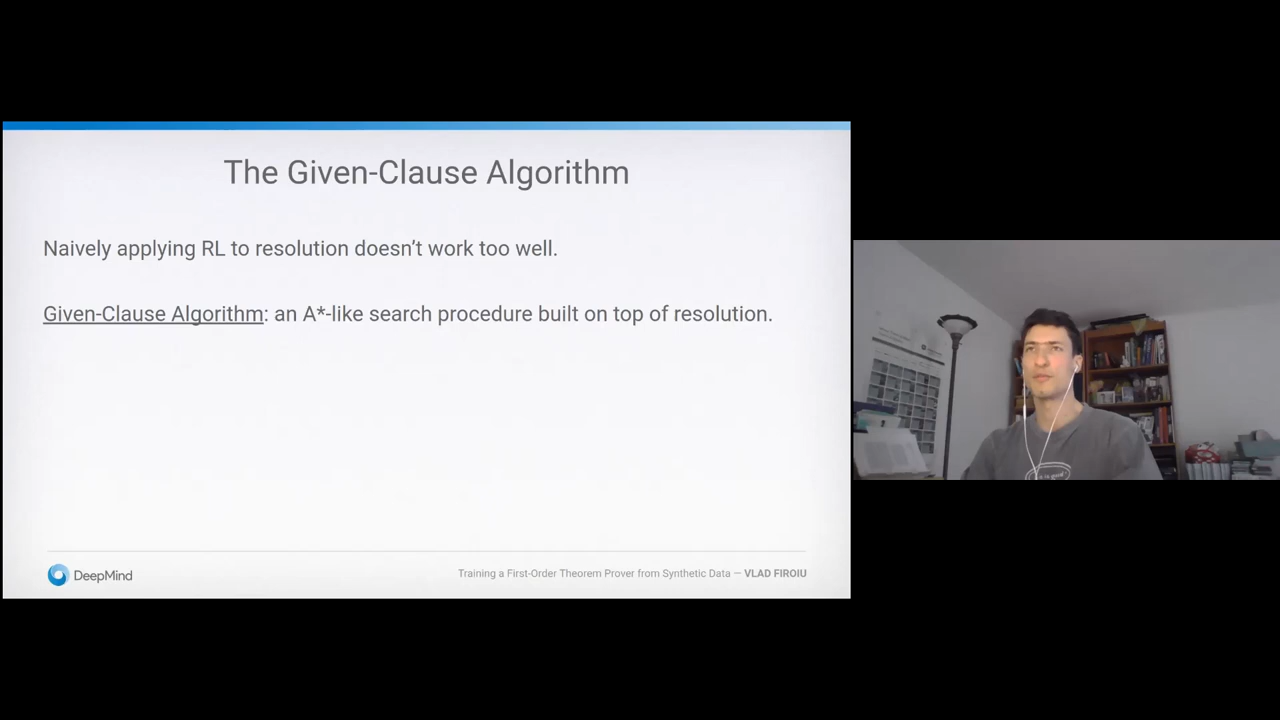 The Given-Clause Algorithm
Naively applying RL to resolution doesn’t work too well.
Given-Clause Algorithm: an A*-like search procedure built on top of resolution.
DeepMind
Training a First-Order Theorem Prover from Synthetic Data — VLAD FIROIU